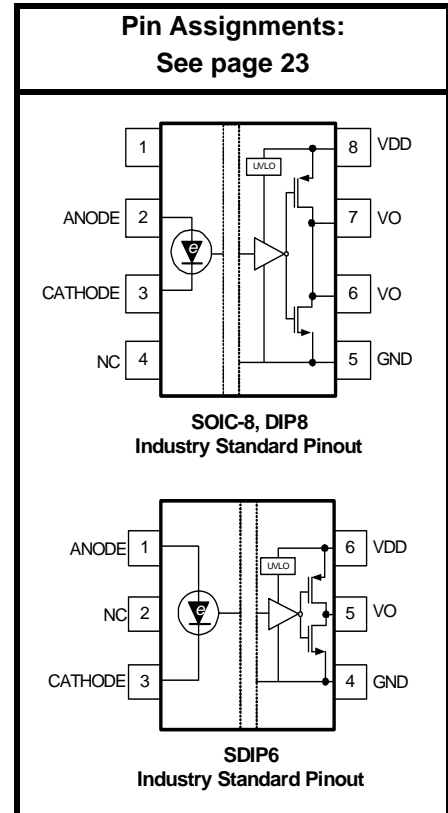 Pin Assignments:
See page 23
1
8 VDD
UVLO
ANODE 2
e
7 VO
CATHODE 3
6 VO
NC 4
5 GND
SOIC-8, DIP8
Industry Standard Pinout
ANODE 1
6 VDD
UVLO
NC 2
e
5 VO
CATHODE 3
4 GND
SDIP6
Industry Standard Pinout